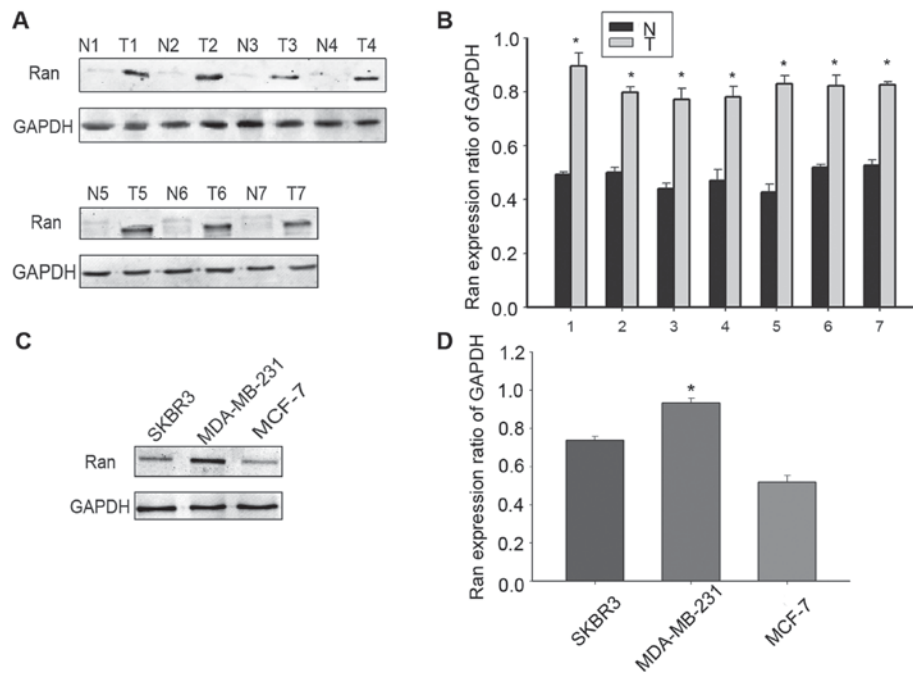 A
N1 T1 N2 T2 N3 T3 N4 T4
Ran
GAPDH
N5 T5 N6 T6 N7 T7
Ran
GAPDH
B
N
T
Ran expression ratio of GAPDH
1.0
0.8
0.6
0.4
0.2
0.0
* * * * * * *
1 2 3 4 5 6 7
C
SKBR3 MDA-MB-231 MCF-7
Ran
GAPDH
D
Ran expression ratio of GAPDH
1.2
1.0
0.8
0.6
0.4
0.2
0.0
*
SKBR3 MDA-MB-231 MCF-7